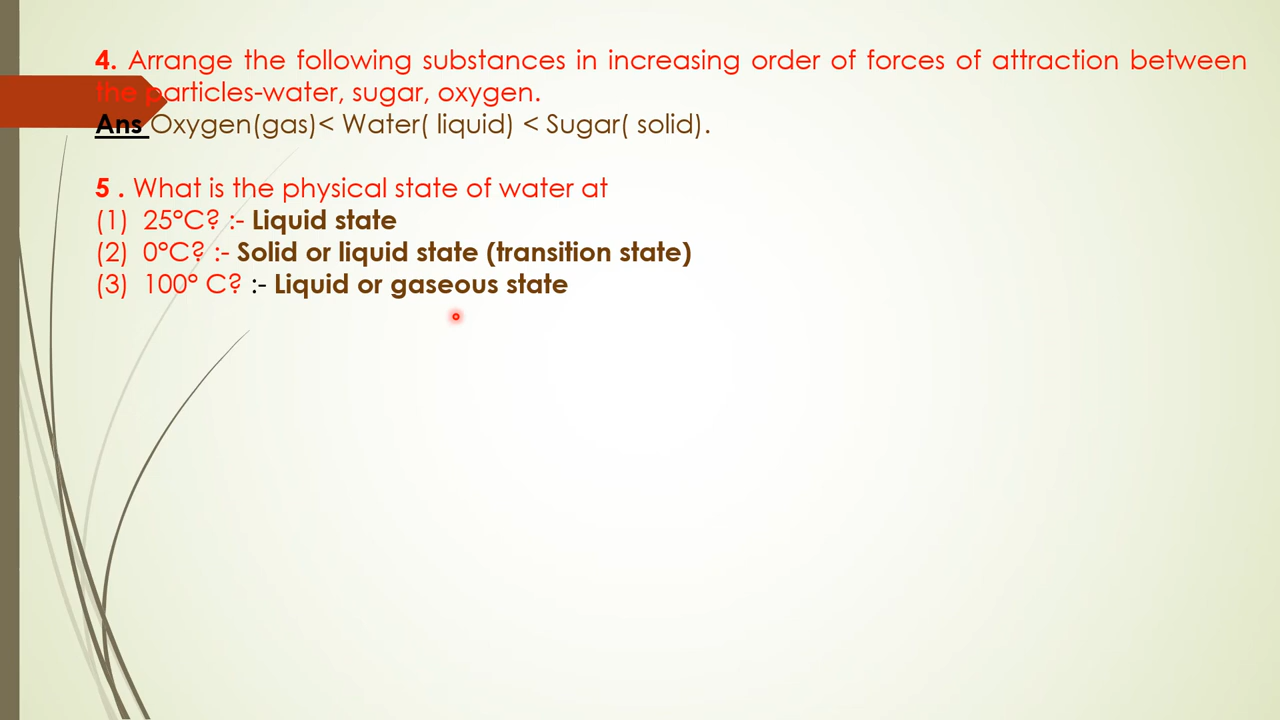 4. Arrange the following substances in increasing order of forces of attraction between
the particles-water, sugar, oxygen.
Ans Oxygen(gas)< Water( liquid) < Sugar( solid).
5 . What is the physical state of water at
(1) 25°C? :- Liquid state
(2) 0°C? :- Solid or liquid state (transition state)
(3) 100° C? :- Liquid or gaseous state